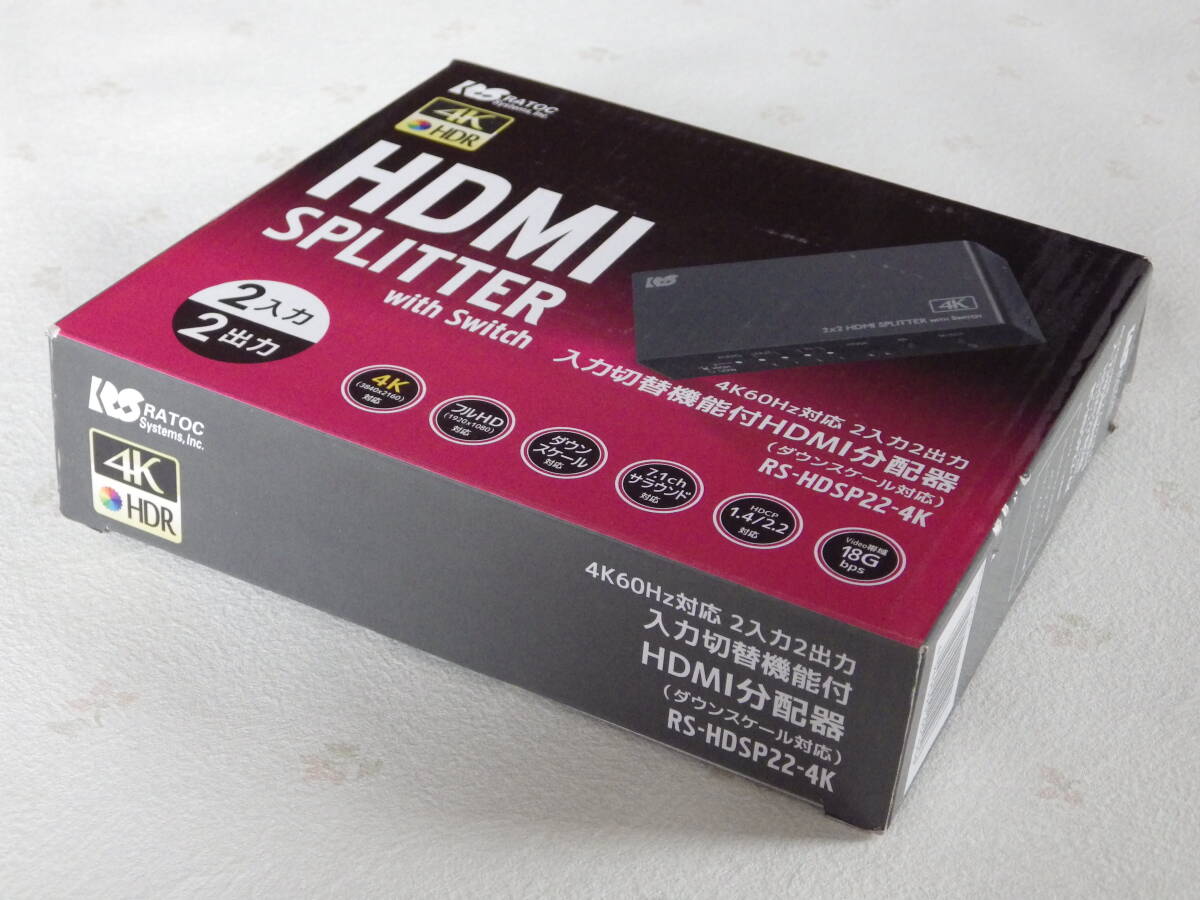 RATOC
Systems, Inc.
4K
HDR
HDMI
SPLITTER
with Switch
2入力
2出力
4K
2x2 HDMI SPLITTER with Switch
4K60Hz対応 2入力2出力
入力切替機能付HDMI分配器
(ダウンスケール対応)
RS-HDSP22-4K
4K
(3840x2160)
対応
フルHD
(1920x1080)
対応
ダウン
スケール
対応
7.1ch
サラウンド
対応
HDCP
1.4/2.2
対応
Video帯域
18G
bps
RATOC
Systems, Inc.
4K
HDR
4K60Hz対応 2入力2出力
入力切替機能付
HDMI分配器
(ダウンスケール対応)
RS-HDSP22-4K